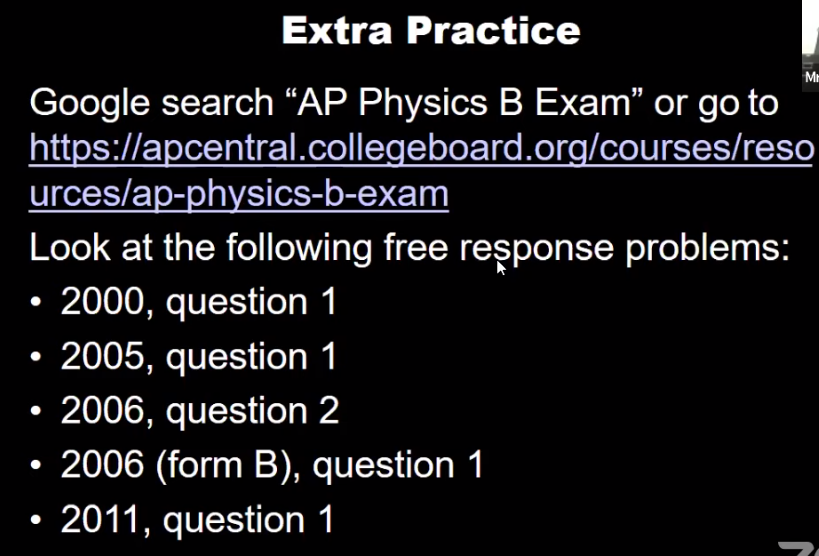 Extra Practice
Google search “AP Physics B Exam” or go to
https://apcentral.collegeboard.org/courses/reso
urces/ap-physics-b-exam
Look at the following free response problems:
• 2000, question 1
• 2005, question 1
• 2006, question 2
• 2006 (form B), question 1
• 2011, question 1